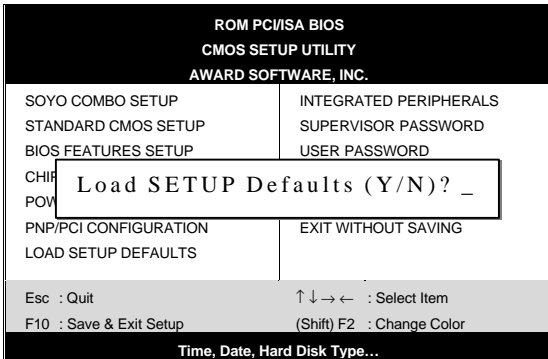 ROM PCI/ISA BIOS
CMOS SETUP UTILITY
AWARD SOFTWARE, INC.
SOYO COMBO SETUP
INTEGRATED PERIPHERALS
STANDARD CMOS SETUP
SUPERVISOR PASSWORD
BIOS FEATURES SETUP
USER PASSWORD
Load SETUP Defaults (Y/N)? _
PNP/PCI CONFIGURATION
EXIT WITHOUT SAVING
LOAD SETUP DEFAULTS
Esc : Quit
↑↓→← : Select Item
F10 : Save & Exit Setup
(Shift) F2 : Change Color
Time, Date, Hard Disk Type…